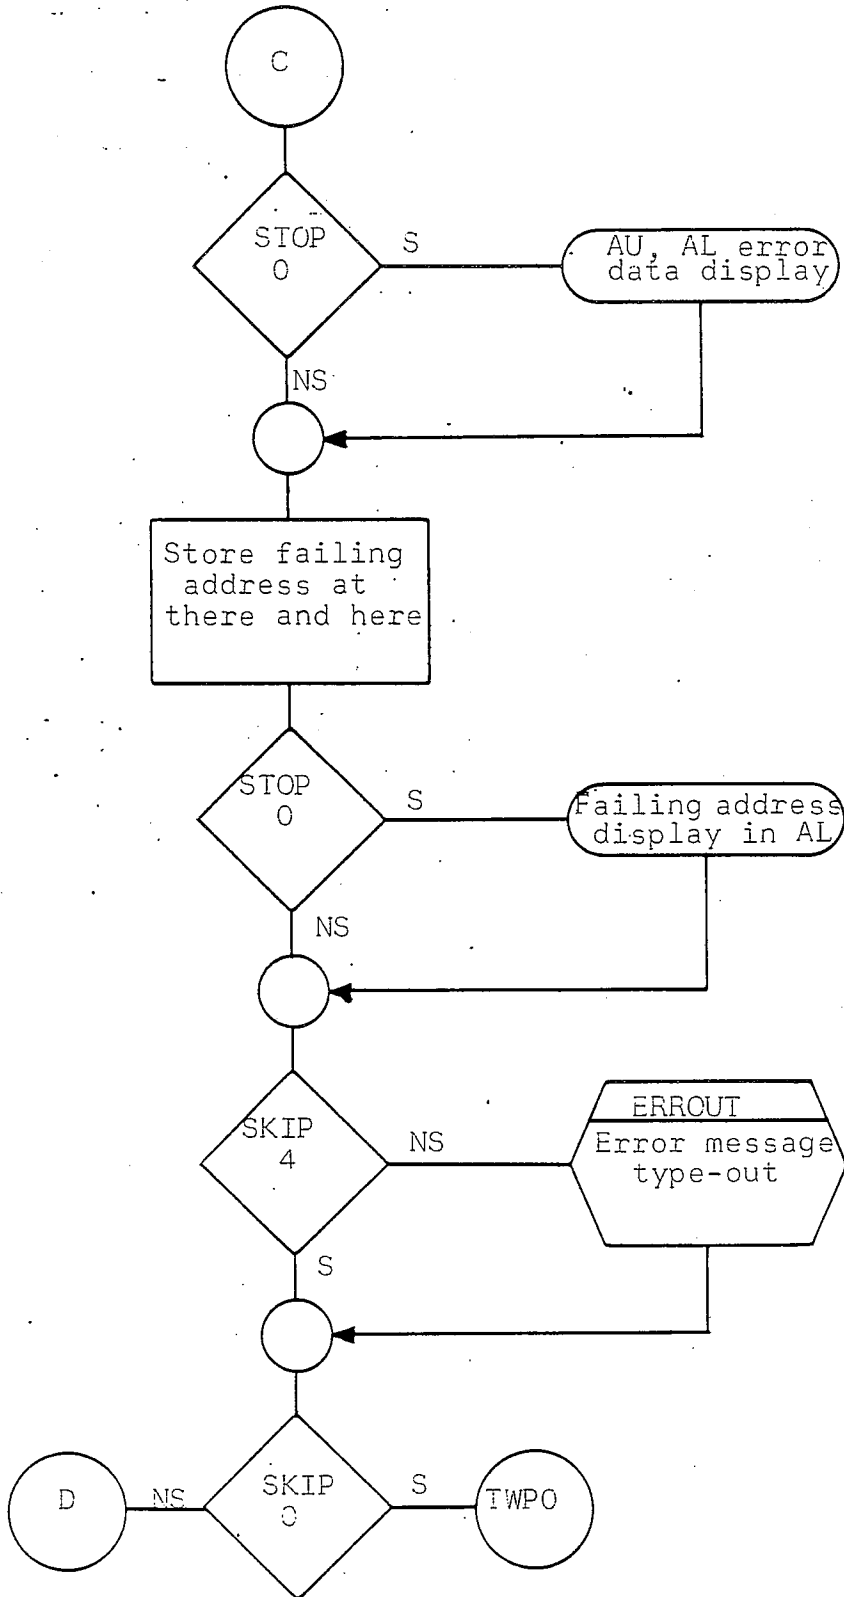 C
STOP
0
S
AU, AL error
data display
NS
Store failing
address at
there and here
STOP
0
S
Failing address
display in AL
NS
SKIP
4
NS
ERROUT
Error message
type-out
S
D
NS
SKIP
0
S
TWPO